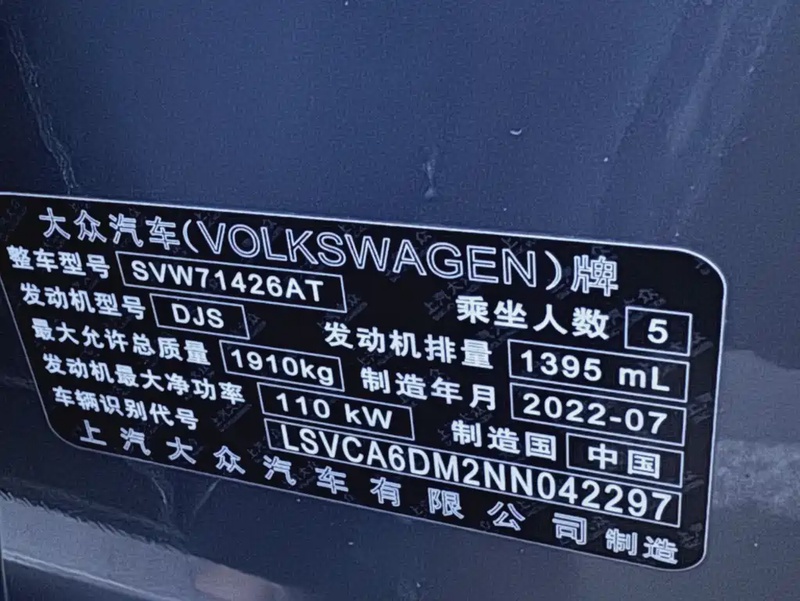 大众汽车(VOLKSWAGEN)牌
整车型号 SVW71426AT 乘坐人数 5
发动机型号 DJS 发动机排量 1395 mL
最大允许总质量 1910kg 制造年月 2022-07
发动机最大净功率 110 kW 制造国 中国
车辆识别代号 LSVCA6DM2NN042297
上汽大众汽车有限公司制造